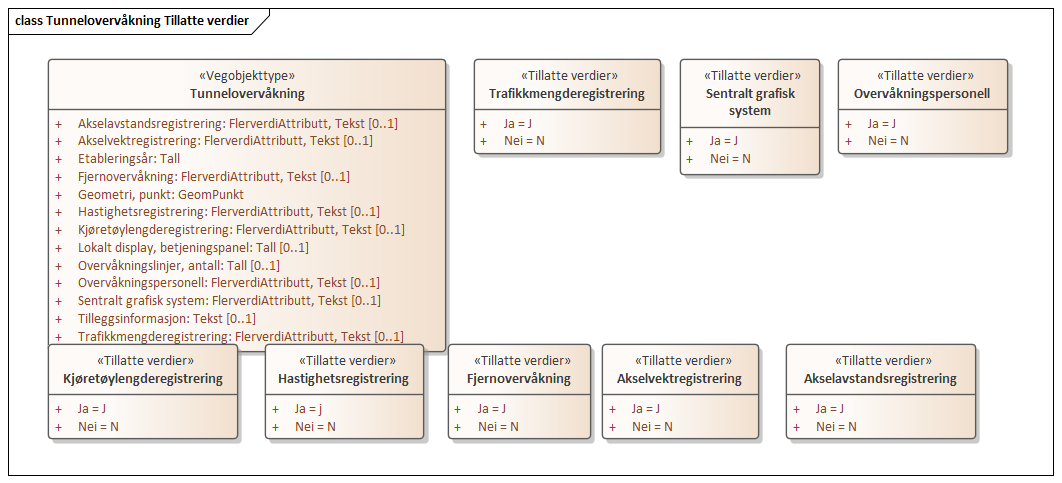 class Tunnelovervåkning Tillatte verdier
«Vegobjekttype»
Tunnelovervåkning
+ Akselavstandsregistrering: FlerverdiAttributt, Tekst [0..1]
+ Akselvektregistrering: FlerverdiAttributt, Tekst [0..1]
+ Etableringsår: Tall
+ Fjernovervåkning: FlerverdiAttributt, Tekst [0..1]
+ Geometri, punkt: GeomPunkt
+ Hastighetsregistrering: FlerverdiAttributt, Tekst [0..1]
+ Kjøretøylengderegistrering: FlerverdiAttributt, Tekst [0..1]
+ Lokalt display, betjeningspanel: Tall [0..1]
+ Overvåkningslinjer, antall: Tall [0..1]
+ Overvåkningspersonell: FlerverdiAttributt, Tekst [0..1]
+ Sentralt grafisk system: FlerverdiAttributt, Tekst [0..1]
+ Tilleggsinformasjon: Tekst [0..1]
+ Trafikkmengderegistrering: FlerverdiAttributt, Tekst [0..1]
«Tillatte verdier»
Trafikkmengderegistrering
+ Ja = J
+ Nei = N
«Tillatte verdier»
Sentralt grafisk
system
+ Ja = J
+ Nei = N
«Tillatte verdier»
Overvåkningspersonell
+ Ja = J
+ Nei = N
«Tillatte verdier»
Kjøretøylengderegistrering
+ Ja = J
+ Nei = N
«Tillatte verdier»
Hastighetsregistrering
+ Ja = j
+ Nei = N
«Tillatte verdier»
Fjernovervåkning
+ Ja = J
+ Nei = N
«Tillatte verdier»
Akselvektregistrering
+ Ja = J
+ Nei = N
«Tillatte verdier»
Akselavstandsregistrering
+ Ja = J
+ Nei = N